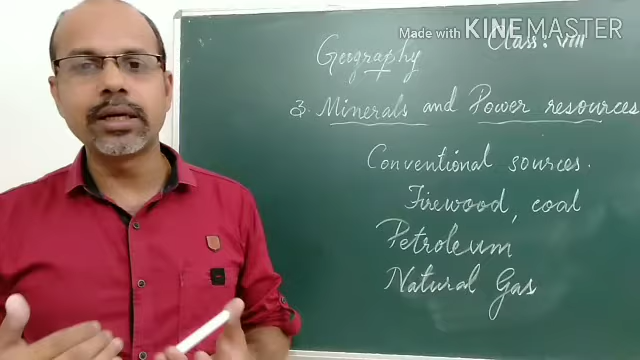 Made with KINEMASTER
Geography Class: VIII
3. Minerals and Power resources
Conventional sources.
Firewood, coal
Petroleum
Natural Gas